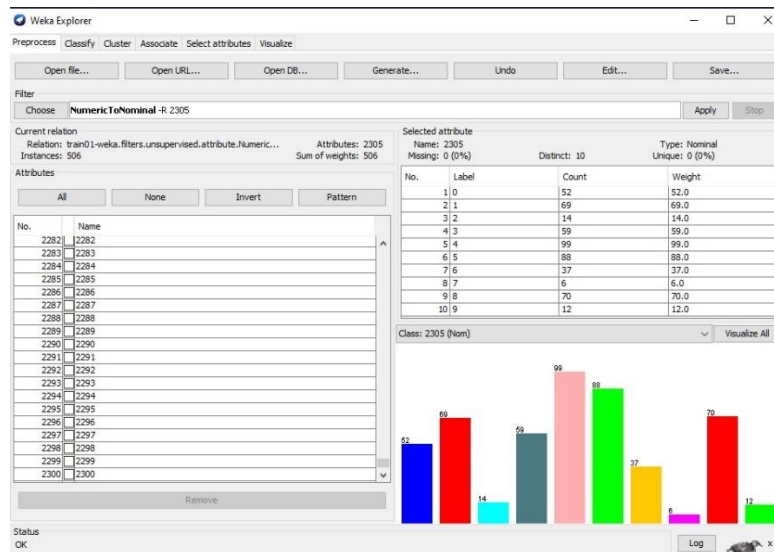 Weka Explorer
Preprocess Classify Cluster Associate Select attributes Visualize
Open file... Open URL... Open DB... Generate... Undo Edit... Save...
Filter
Choose NumericToNominal -R 2305 Apply Stop
Current relation
Relation: train01-weka.filters.unsupervised.attribute.Numeric... Attributes: 2305
Instances: 506 Sum of weights: 506
Attributes
All None Invert Pattern
No. Name
2282 2282
2283 2283
2284 2284
2285 2285
2286 2286
2287 2287
2288 2288
2289 2289
2290 2290
2291 2291
2292 2292
2293 2293
2294 2294
2295 2295
2296 2296
2297 2297
2298 2298
2299 2299
2300 2300
Remove
Selected attribute
Name: 2305 Type: Nominal
Missing: 0 (0%) Distinct: 10 Unique: 0 (0%)
No. Label Count Weight
1 0 52 52.0
2 1 69 69.0
3 2 14 14.0
4 3 59 59.0
5 4 99 99.0
6 5 88 88.0
7 6 37 37.0
8 7 6 6.0
9 8 70 70.0
10 9 12 12.0
Class: 2305 (Nom) Visualize All
52 69 14 59 99 88 37 6 70 12
Status
OK
Log x